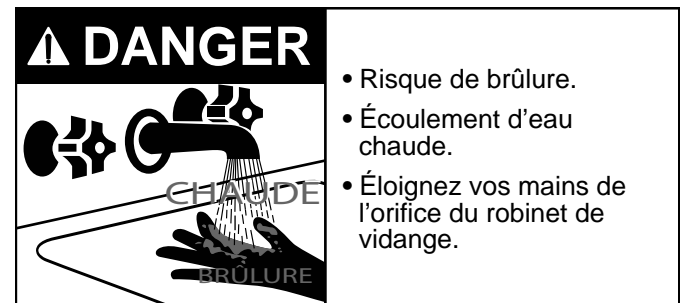 DANGER
CHAUDE
BRÛLURE
• Risque de brûlure.
• Écoulement d’eau
chaude.
• Éloignez vos mains de
l’orifice du robinet de
vidange.